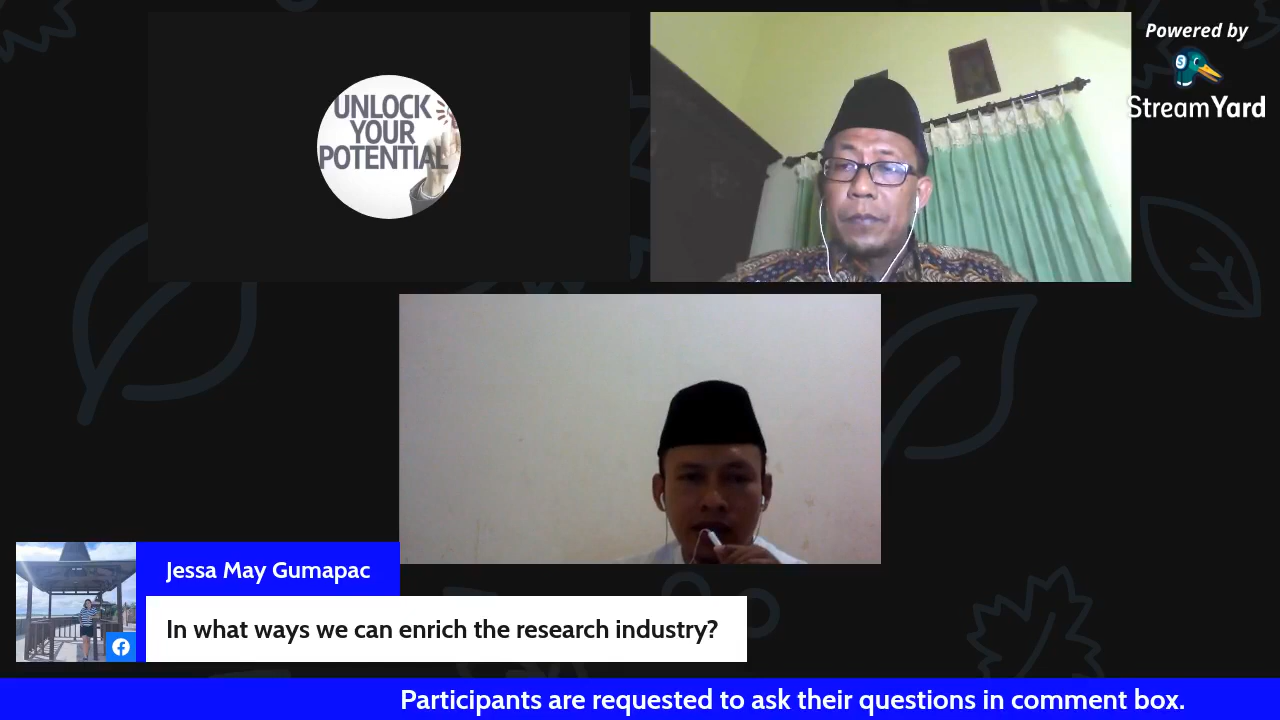 UNLOCK
YOUR
POTENTIAL
Powered by
StreamYard
Jessa May Gumapac
In what ways we can enrich the research industry?
Participants are requested to ask their questions in comment box.